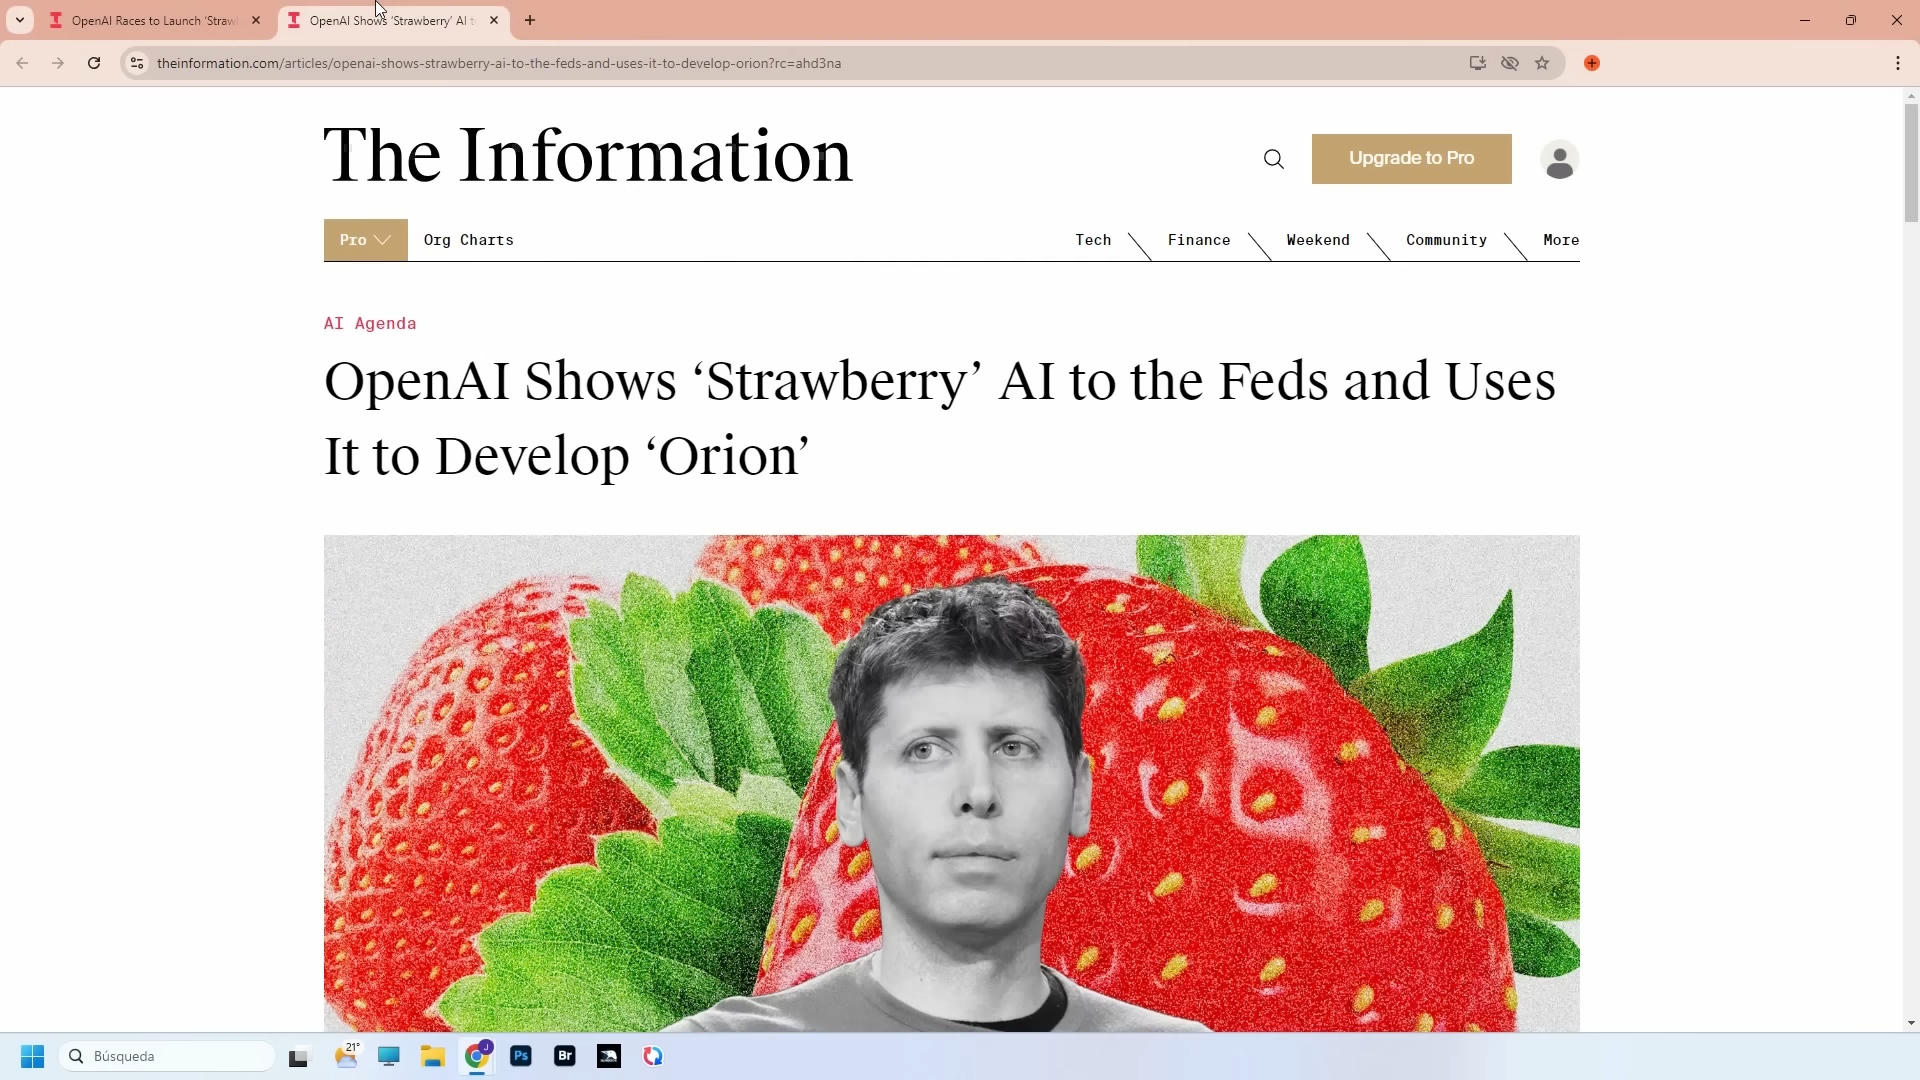 OpenAI Races to Launch ‘Straw
OpenAI Shows ‘Strawberry’ AI to
theinformation.com/articles/openai-shows-strawberry-ai-to-the-feds-and-uses-it-to-develop-orion?rc=ahd3na
The Information
Upgrade to Pro
Pro
Org Charts
Tech
Finance
Weekend
Community
More
AI Agenda
OpenAI Shows ‘Strawberry’ AI to the Feds and Uses
It to Develop ‘Orion’
Búsqueda
21°
J
Ps
Br